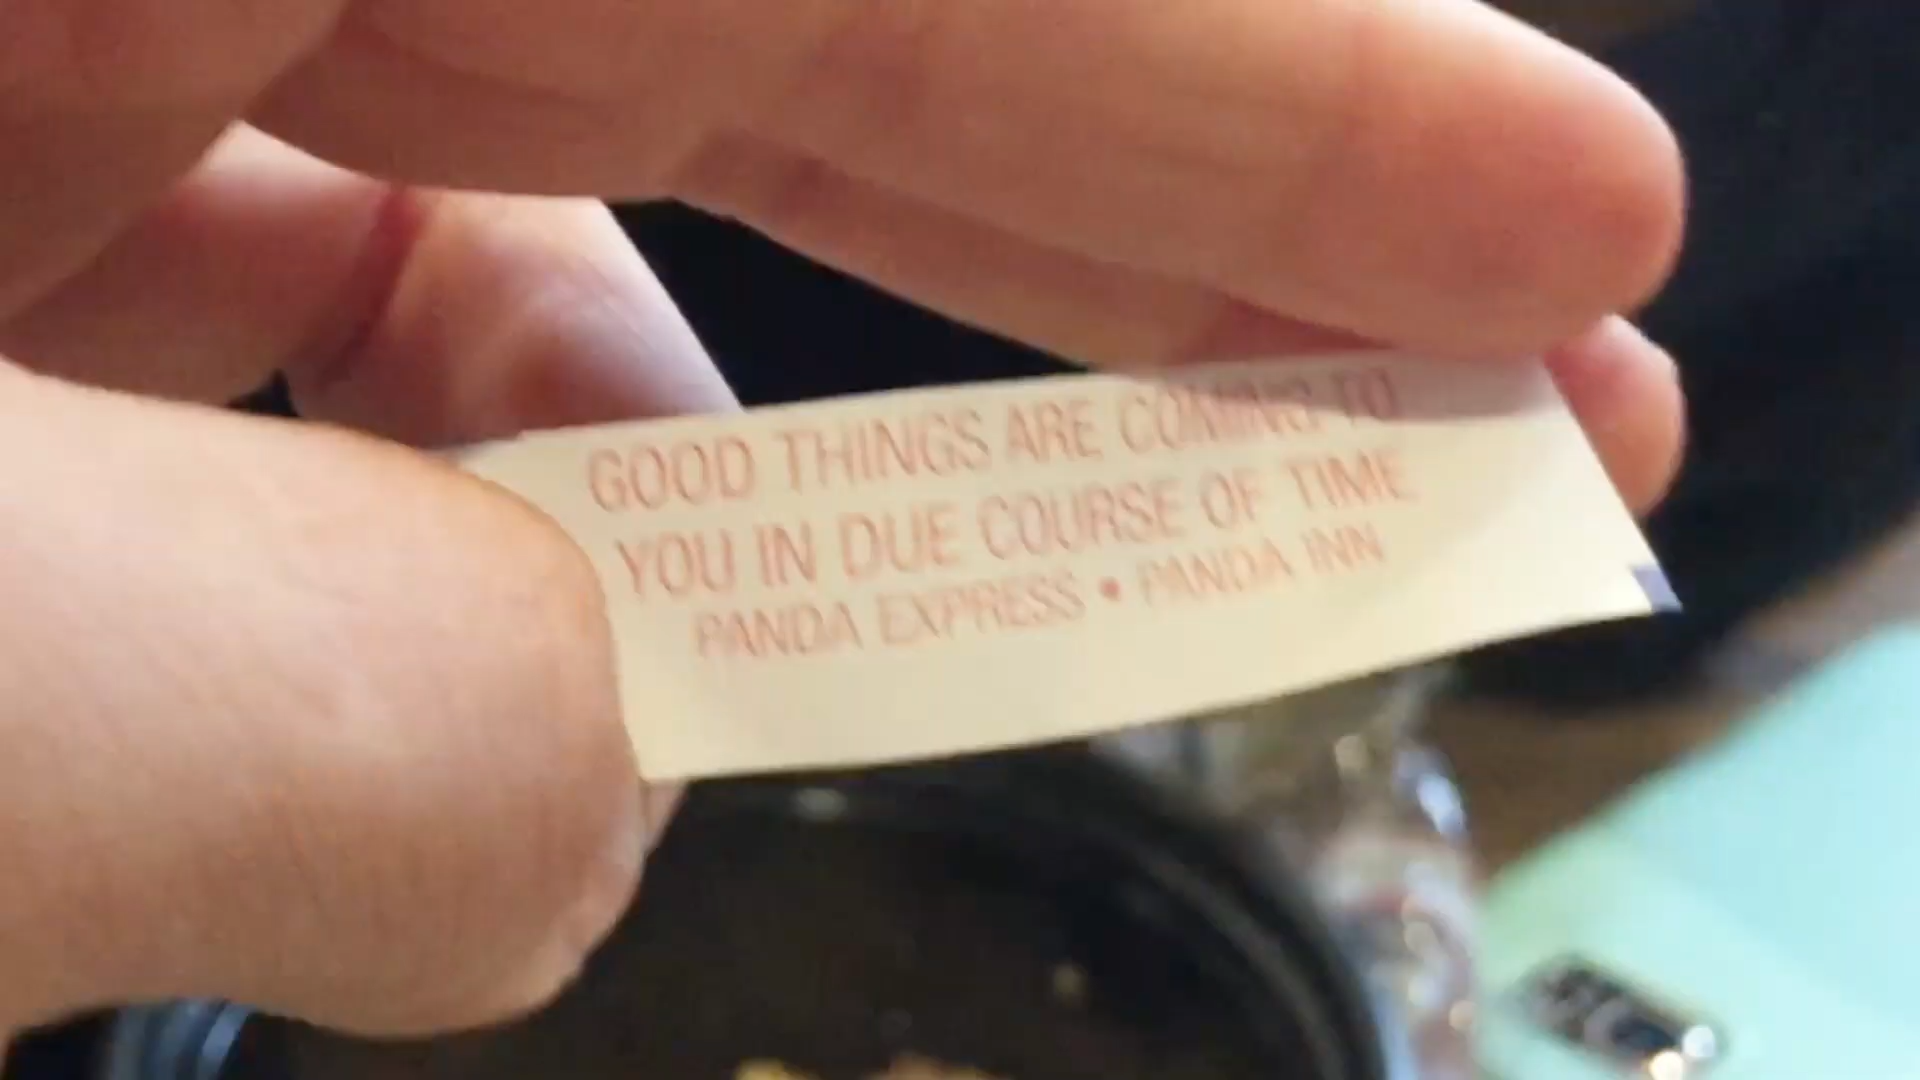 GOOD THINGS ARE COMING TO
YOU IN DUE COURSE OF TIME
PANDA EXPRESS • PANDA INN